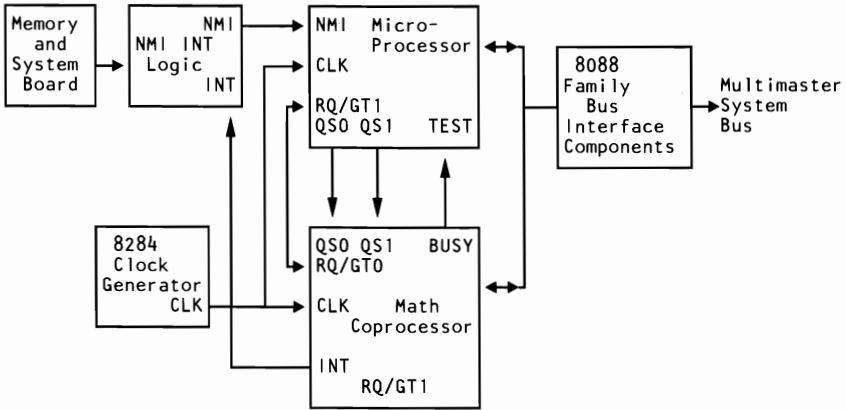 Memory
and
System
Board
NMI
NMI INT
Logic
INT
NMI Micro-
Processor
CLK
RQ/GT1
QS0 QS1 TEST
8088
Family
Bus
Interface
Components
Multimaster
System
Bus
8284
Clock
Generator
CLK
QS0 QS1 BUSY
RQ/GT0
CLK Math
Coprocessor
INT
RQ/GT1